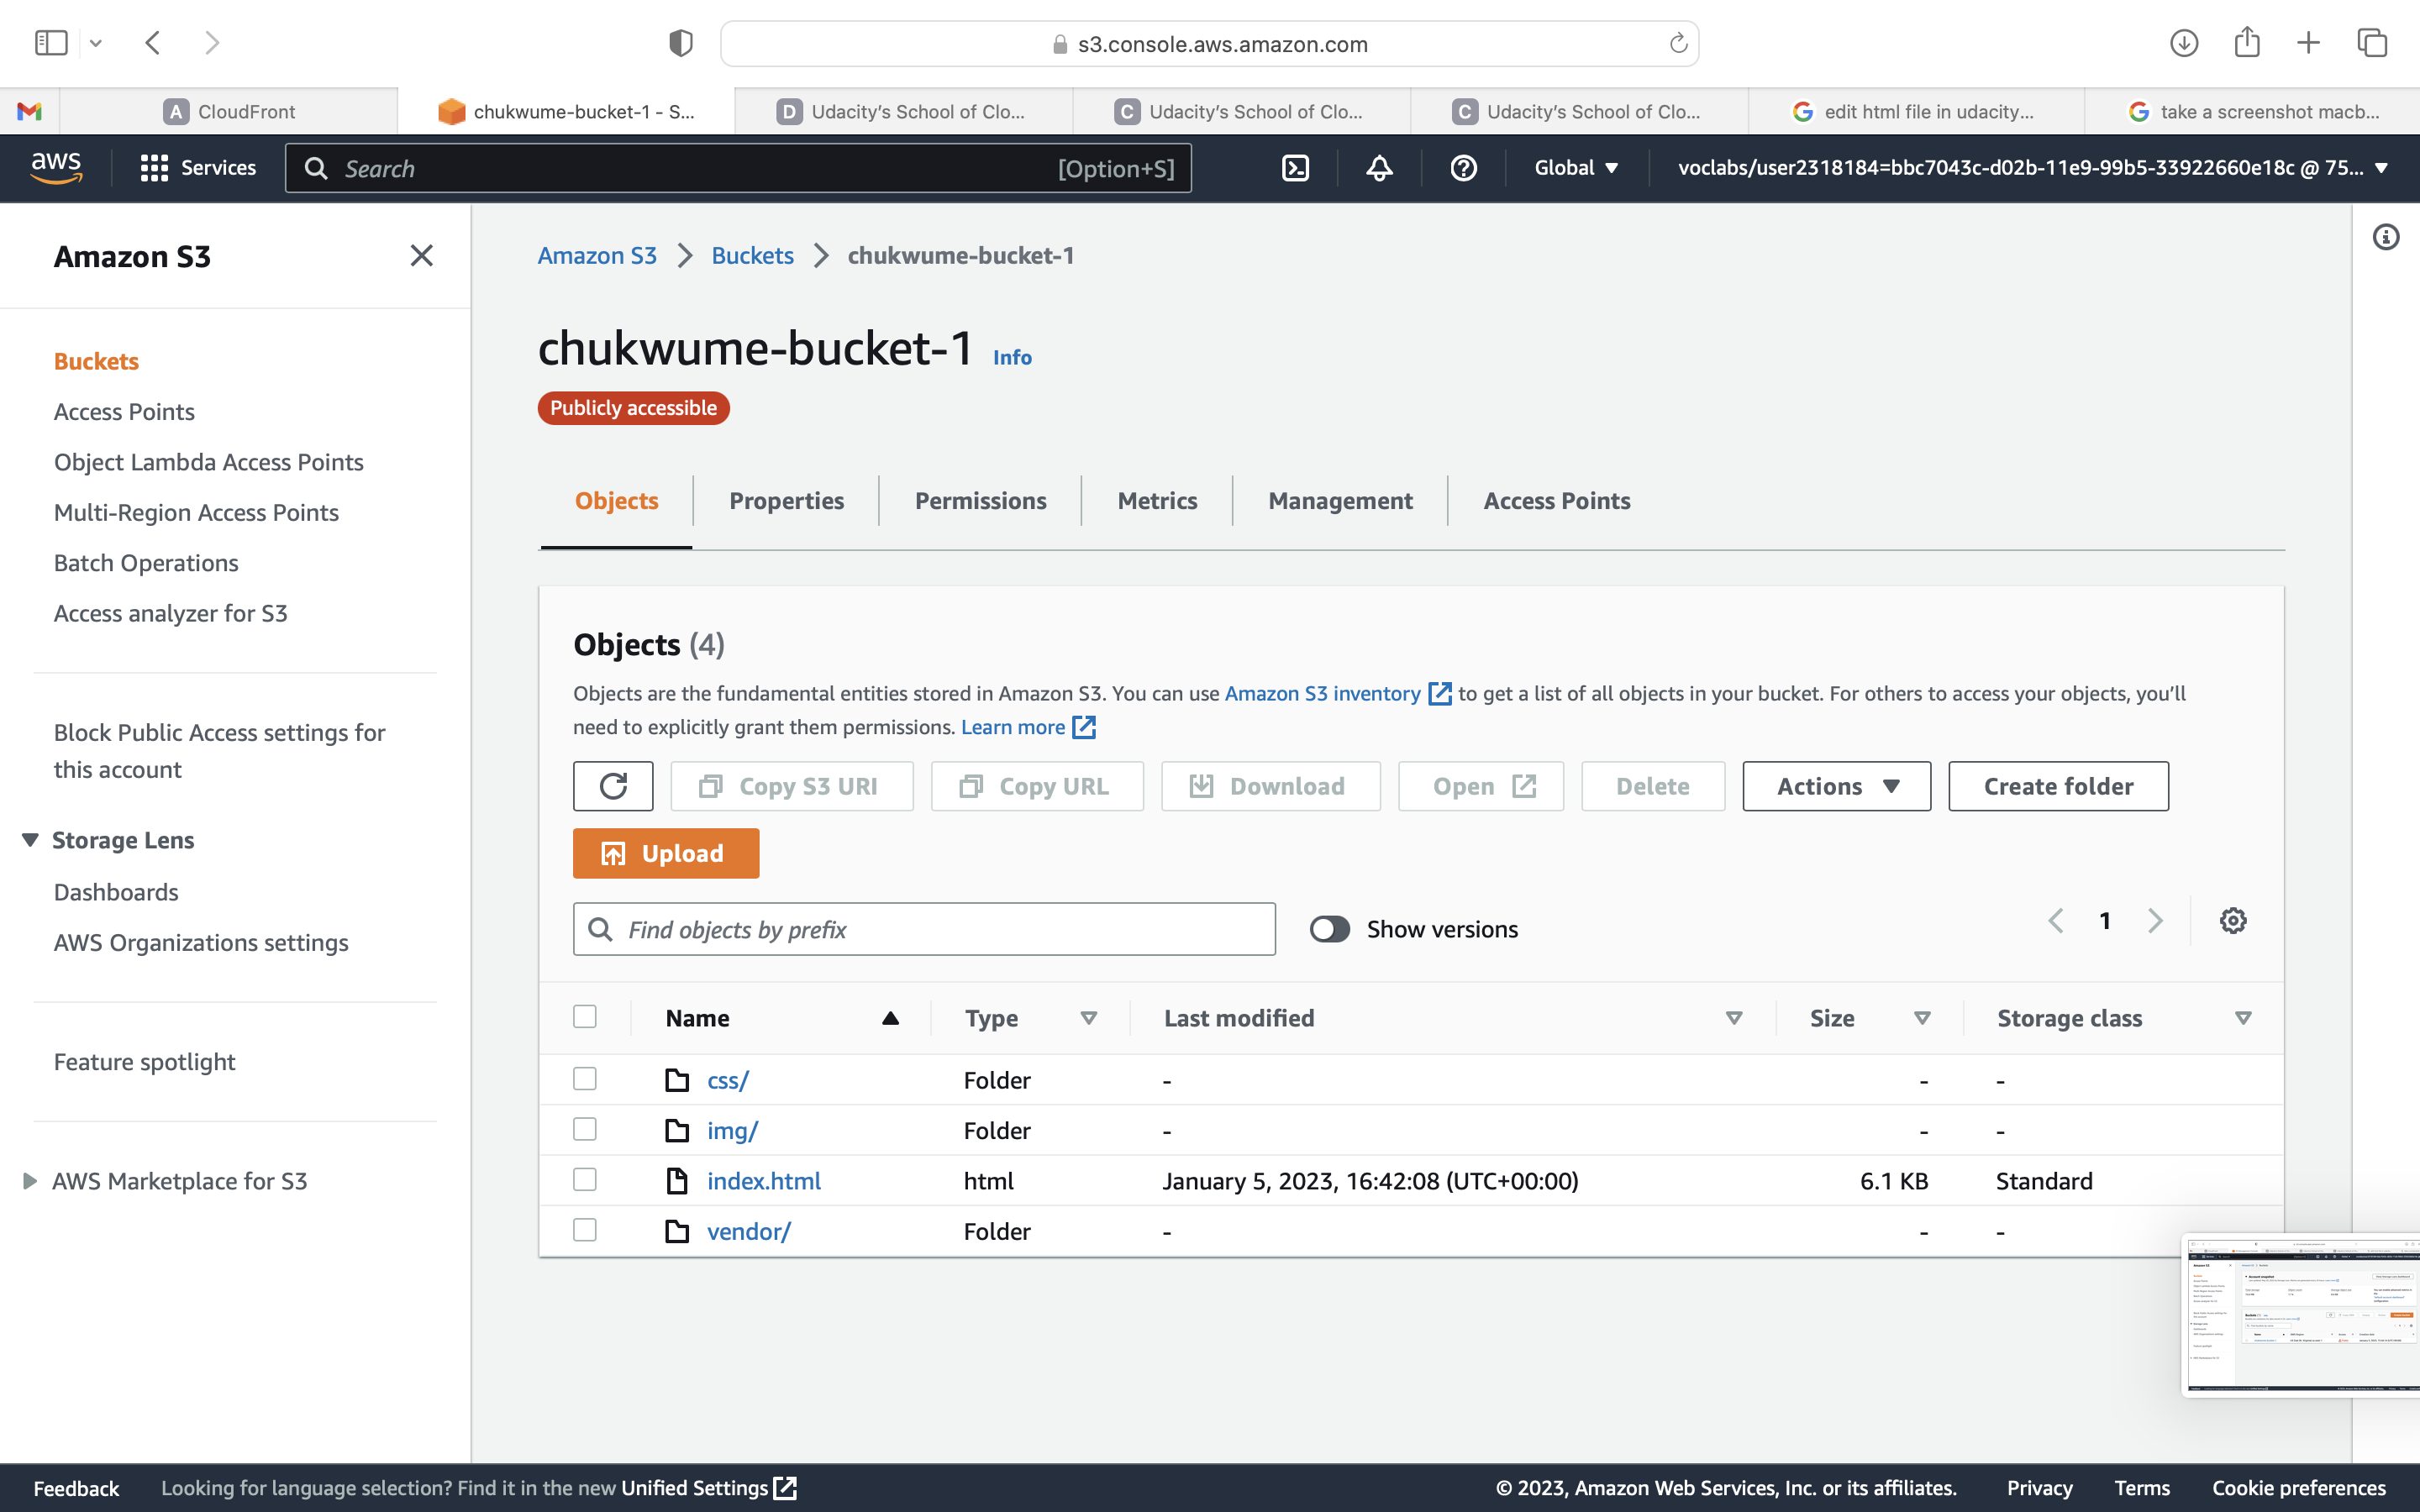 s3.console.aws.amazon.com
A CloudFront
chukwume-bucket-1 - S...
D Udacity’s School of Clo...
C Udacity’s School of Clo...
C Udacity’s School of Clo...
edit html file in udacity...
take a screenshot macb...
aws
Services
Search [Option+S]
Global
voclabs/user2318184=bbc7043c-d02b-11e9-99b5-33922660e18c @ 75...
Amazon S3
Buckets
Access Points
Object Lambda Access Points
Multi-Region Access Points
Batch Operations
Access analyzer for S3
Block Public Access settings for
this account
Storage Lens
Dashboards
AWS Organizations settings
Feature spotlight
AWS Marketplace for S3
Amazon S3 Buckets chukwume-bucket-1
chukwume-bucket-1 Info
Publicly accessible
Objects Properties Permissions Metrics Management Access Points
Objects (4)
Objects are the fundamental entities stored in Amazon S3. You can use Amazon S3 inventory to get a list of all objects in your bucket. For others to access your objects, you’ll
need to explicitly grant them permissions. Learn more
Copy S3 URI Copy URL Download Open Delete Actions Create folder
Upload
Find objects by prefix Show versions 1
Name Type Last modified Size Storage class
css/ Folder - - -
img/ Folder - - -
index.html html January 5, 2023, 16:42:08 (UTC+00:00) 6.1 KB Standard
vendor/ Folder - - -
Feedback Looking for language selection? Find it in the new Unified Settings © 2023, Amazon Web Services, Inc. or its affiliates. Privacy Terms Cookie preferences